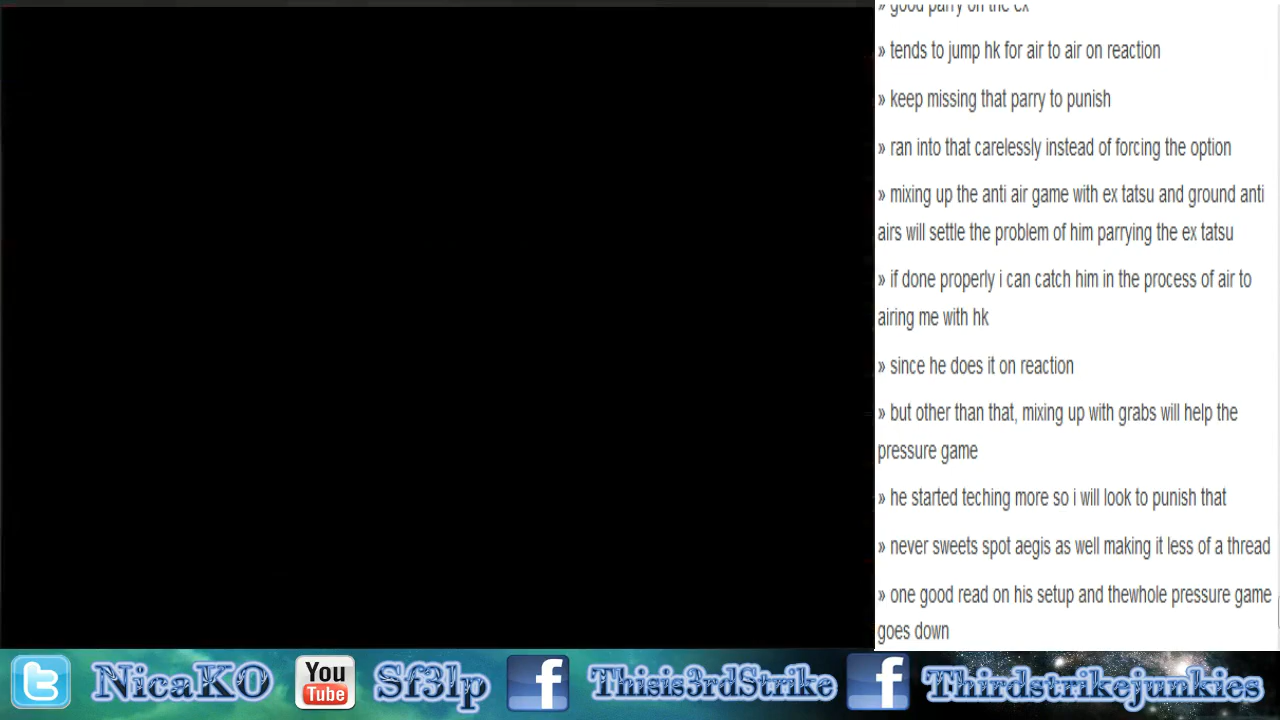 » good parry on the ex
» tends to jump hk for air to air on reaction
» keep missing that parry to punish
» ran into that carelessly instead of forcing the option
» mixing up the anti air game with ex tatsu and ground anti
airs will settle the problem of him parrying the ex tatsu
» if done properly i can catch him in the process of air to
airing me with hk
» since he does it on reaction
» but other than that, mixing up with grabs will help the
pressure game
» he started teching more so i will look to punish that
» never sweets spot aegis as well making it less of a thread
» one good read on his setup and thewhole pressure game
goes down
NicaKO You Tube Sf3lp f Thisis3rdStrike f Thirdstrikejunkies